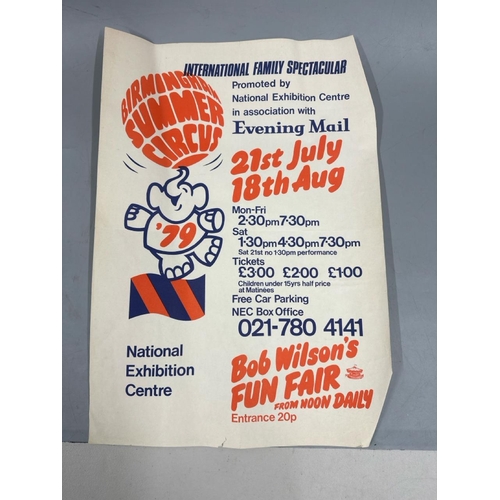 INTERNATIONAL FAMILY SPECTACULAR
BIRMINGHAM
SUMMER
CIRCUS
'79
National
Exhibition
Centre
Promoted by
National Exhibition Centre
in association with
Evening Mail
21st July
18th Aug
Mon-Fri
2·30pm 7·30pm
Sat
1·30pm 4·30pm 7·30pm
Sat 21st no 1·30pm performance
Tickets
£3·00 £2·00 £1·00
Children under 15yrs half price
at Matinées
Free Car Parking
NEC Box Office
021-780 4141
Bob Wilson's
FUN FAIR
FROM NOON DAILY
Entrance 20p